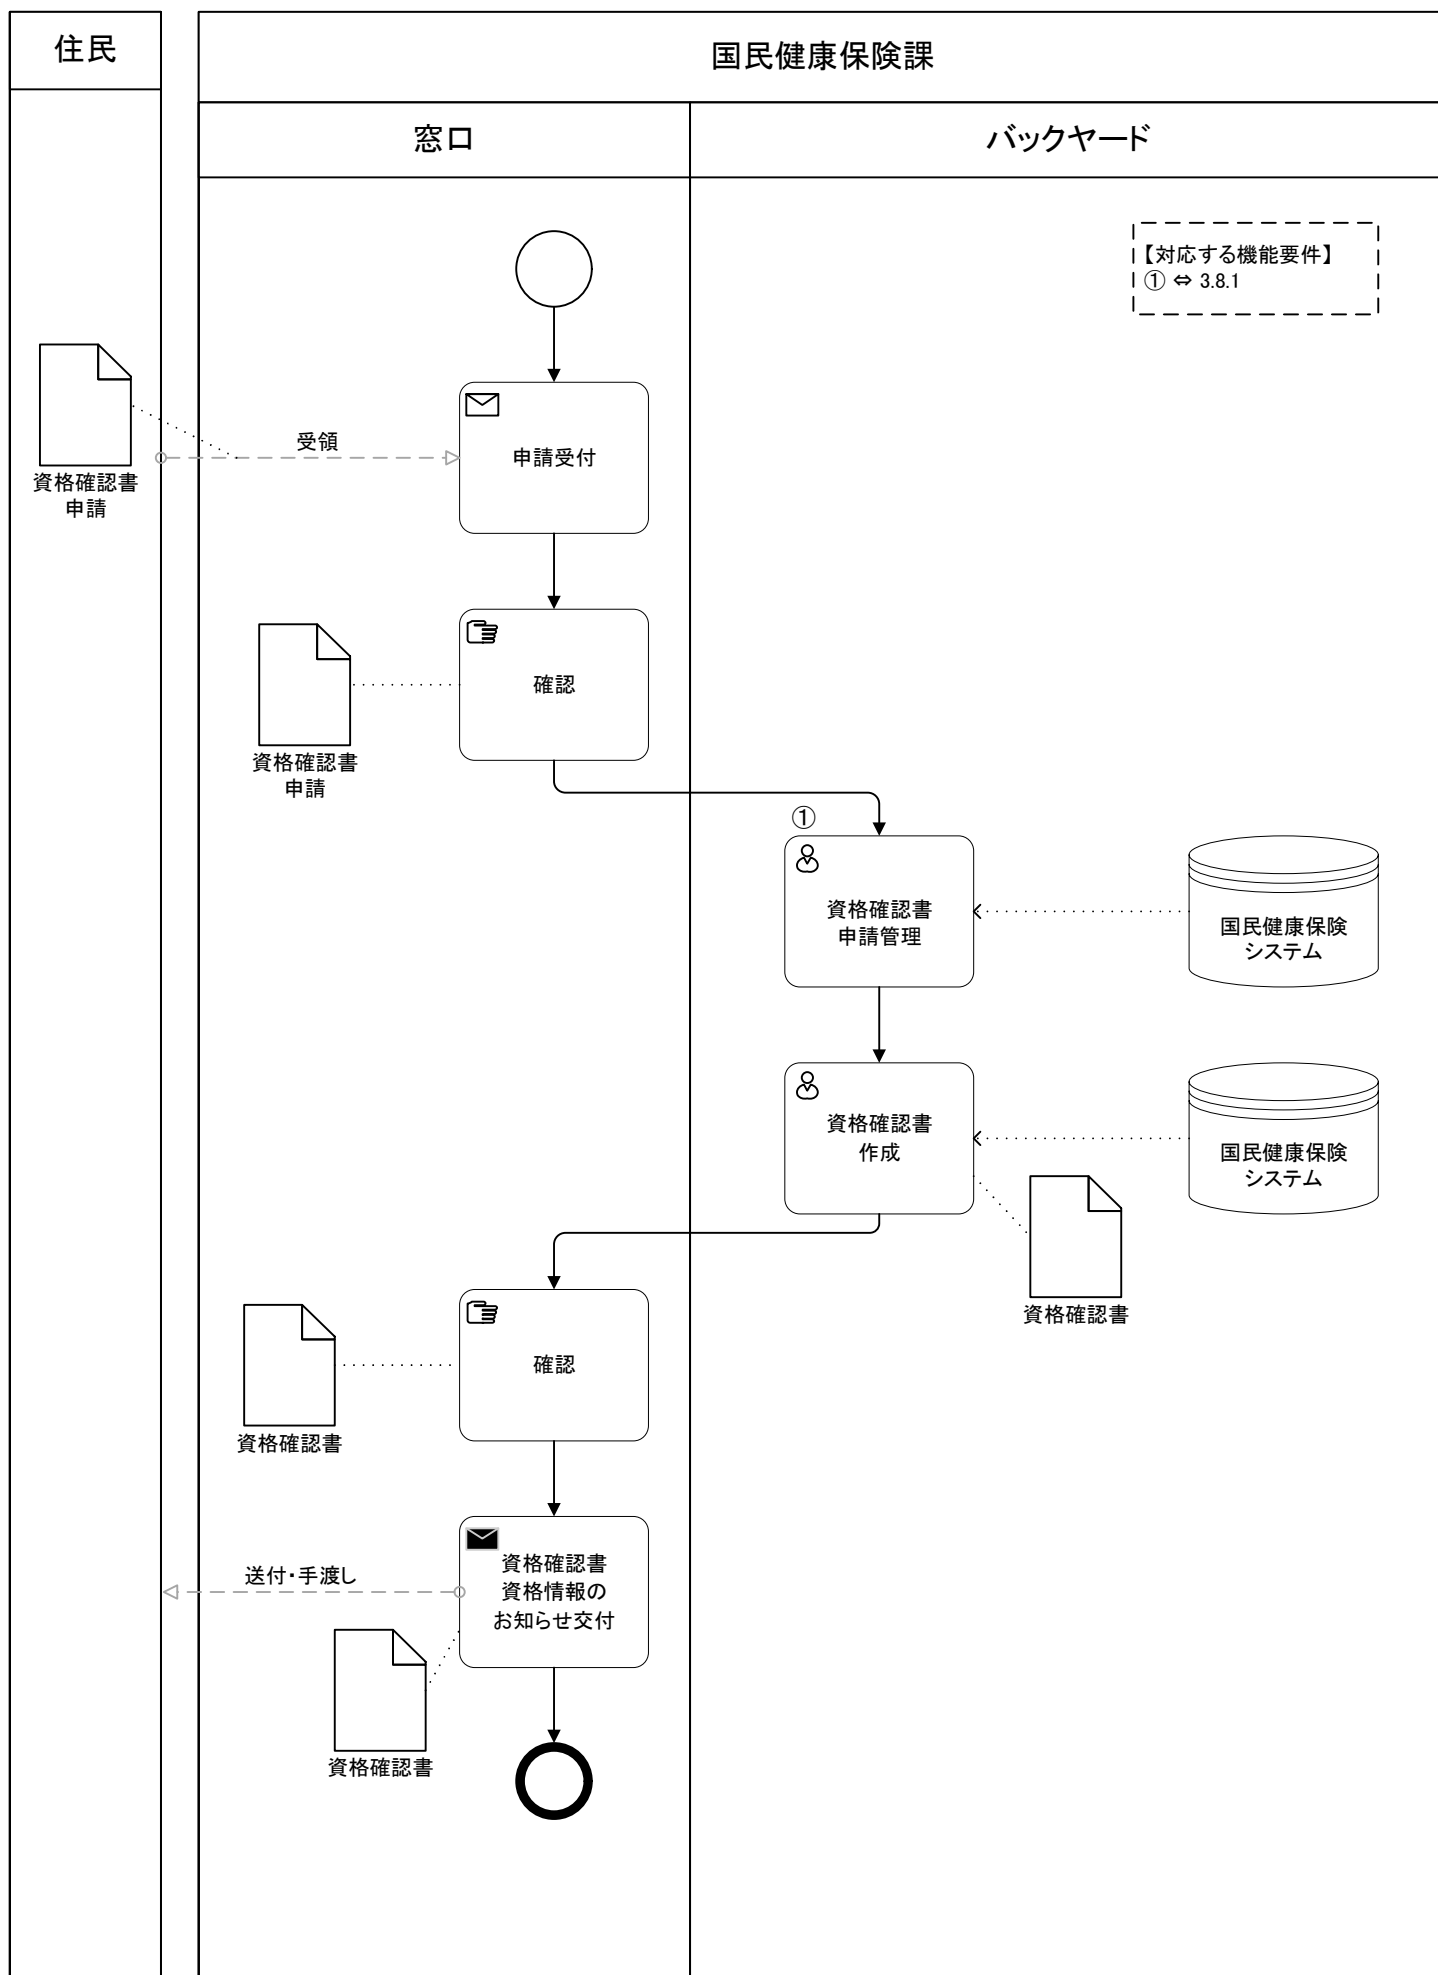 住民
国民健康保険課
窓口
バックヤード
【対応する機能要件】
① ⇔ 3.8.1
受領
申請受付
資格確認書
申請
確認
資格確認書
申請
①
資格確認書
申請管理
国民健康保険
システム
資格確認書
作成
国民健康保険
システム
資格確認書
確認
資格確認書
送付・手渡し
資格確認書
資格情報の
お知らせ交付
資格確認書